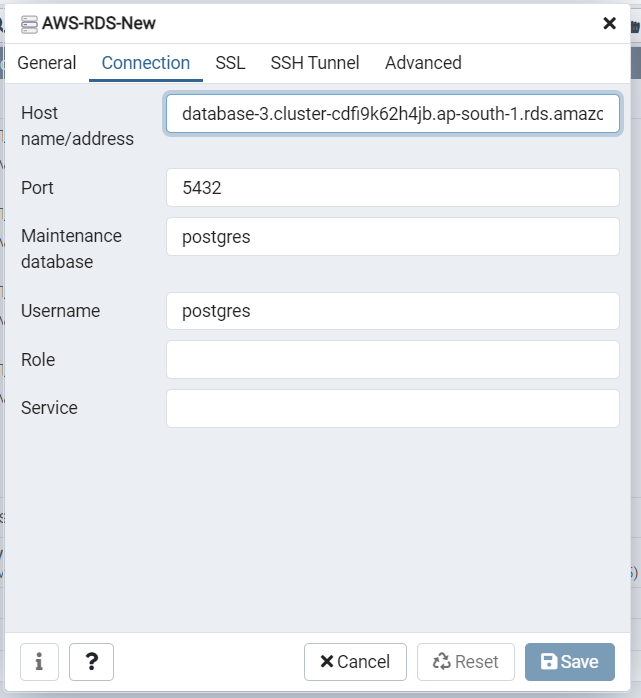 AWS-RDS-New
General Connection SSL SSH Tunnel Advanced
Host
name/address
database-3.cluster-cdfi9k62h4jb.ap-south-1.rds.amazc
Port
5432
Maintenance
database
postgres
Username
postgres
Role
Service
i ? Cancel Reset Save